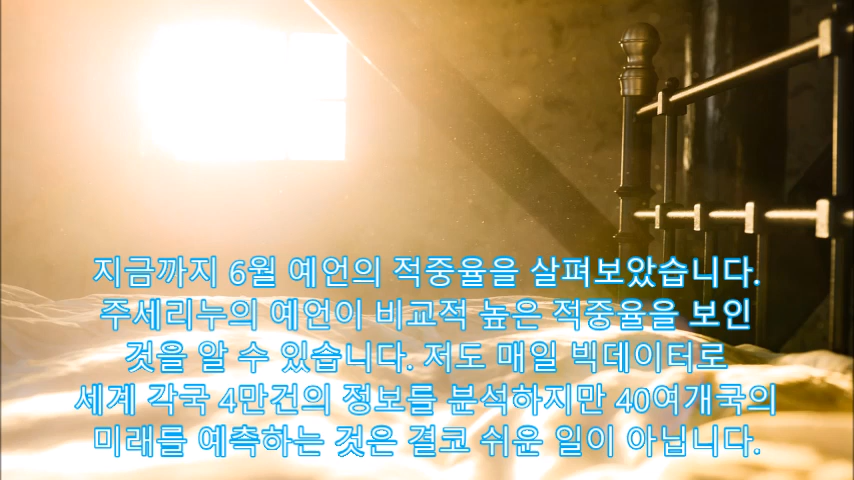 지금까지 6월 예언의 적중율을 살펴보았습니다.
주세리누의 예언이 비교적 높은 적중율을 보인
것을 알 수 있습니다. 저도 매일 빅데이터로
세계 각국 4만건의 정보를 분석하지만 40여개국의
미래를 예측하는 것은 결코 쉬운 일이 아닙니다.